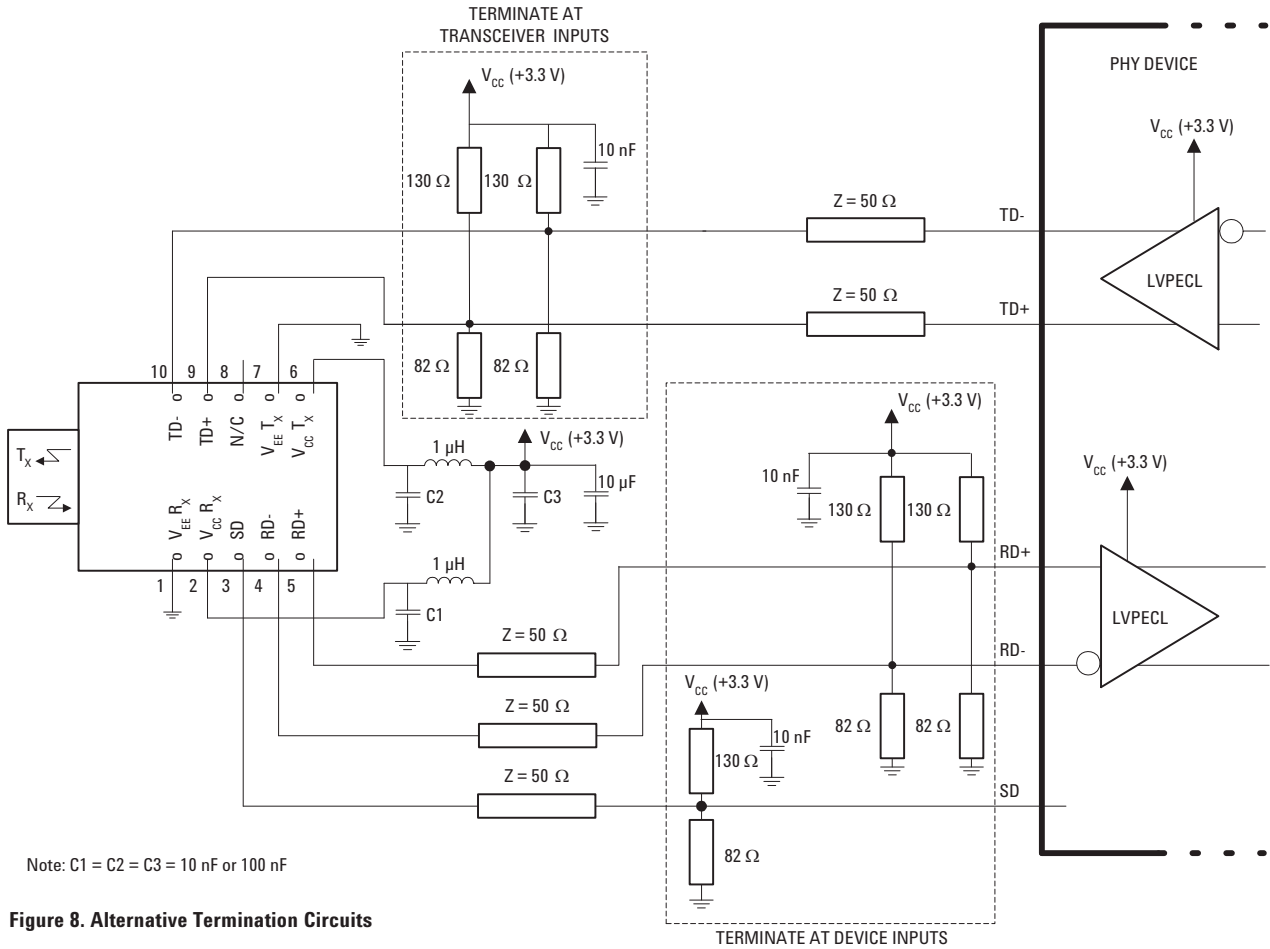 TERMINATE AT
TRANSCEIVER INPUTS
V_CC (+3.3 V)
10 nF
130 Ω
130 Ω
82 Ω
82 Ω
PHY DEVICE
V_CC (+3.3 V)
Z = 50 Ω
TD-
LVPECL
Z = 50 Ω
TD+
10
9
8
7
6
TD-
TD+
N/C
V_EE T_X
V_CC T_X
T_X
R_X
V_EE R_X
V_CC R_X
SD
RD-
RD+
1
2
3
4
5
1 µH
V_CC (+3.3 V)
C2
C3
10 µF
1 µH
C1
V_CC (+3.3 V)
10 nF
130 Ω
130 Ω
V_CC (+3.3 V)
RD+
LVPECL
Z = 50 Ω
RD-
V_CC (+3.3 V)
82 Ω
82 Ω
Z = 50 Ω
10 nF
130 Ω
Z = 50 Ω
SD
82 Ω
Note: C1 = C2 = C3 = 10 nF or 100 nF
Figure 8. Alternative Termination Circuits
TERMINATE AT DEVICE INPUTS